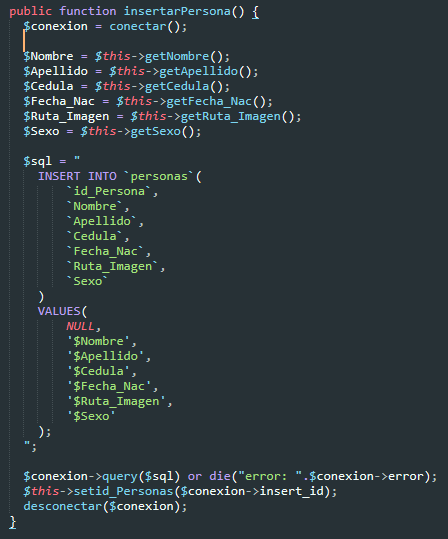 public function insertarPersona() {
$conexion = conectar();
$Nombre = $this->getNombre();
$Apellido = $this->getApellido();
$Cedula = $this->getCedula();
$Fecha_Nac = $this->getFecha_Nac();
$Ruta_Imagen = $this->getRuta_Imagen();
$Sexo = $this->getSexo();
$sql = "
INSERT INTO `personas`(
`id_Persona`,
`Nombre`,
`Apellido`,
`Cedula`,
`Fecha_Nac`,
`Ruta_Imagen`,
`Sexo`
)
VALUES(
NULL,
'$Nombre',
'$Apellido',
'$Cedula',
'$Fecha_Nac',
'$Ruta_Imagen',
'$Sexo'
);
";
$conexion->query($sql) or die("error: ".$conexion->error);
$this->setid_Personas($conexion->insert_id);
desconectar($conexion);
}